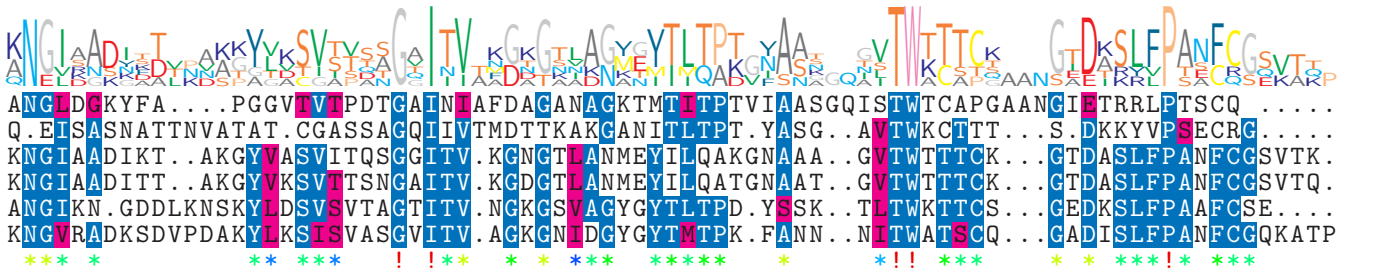 ANGLDGKYFA....PGGVTVTPDTGAINIAFDAGANAGKTMTITPTVIAASGQISTWTCAPGAANGIETRRLPTSCQ.....
Q.EISASNATTNVATAT.CGASSAGQIIVTMDTTKAKGANITLTPT.YASG..AVTWKCTTT...S.DKKYVPSECRG.....
KNGIAADIKT..AKGYVASVITQSGGITV.KGNGTLANMEYILQAKGNAAA..GVTWTTTCK...GTDASLFPANFCGSVTK.
KNGIAADITT..AKGYVKSVTTSNGAITV.KGDGTLANMEYILQATGNAAT..GVTWTTTCK...GTDASLFPANFCGSVTQ.
ANGIKN.GDDLKNSKYLDSVSVTAGTITV.NGKGSVAGYGYTLTPD.YSSK..TLTWKTTCS...GEDKSLFPAAFCSE....
KNGVRADKSDVPDAKYLKSISVASGVITV.AGKGNIDGYGYTMTPK.FANN..NITWATSCQ...GADISLFPANFCGQKATP
*** * ** *** ! !** * * *** ***** * *!! *** * * ***!* ***